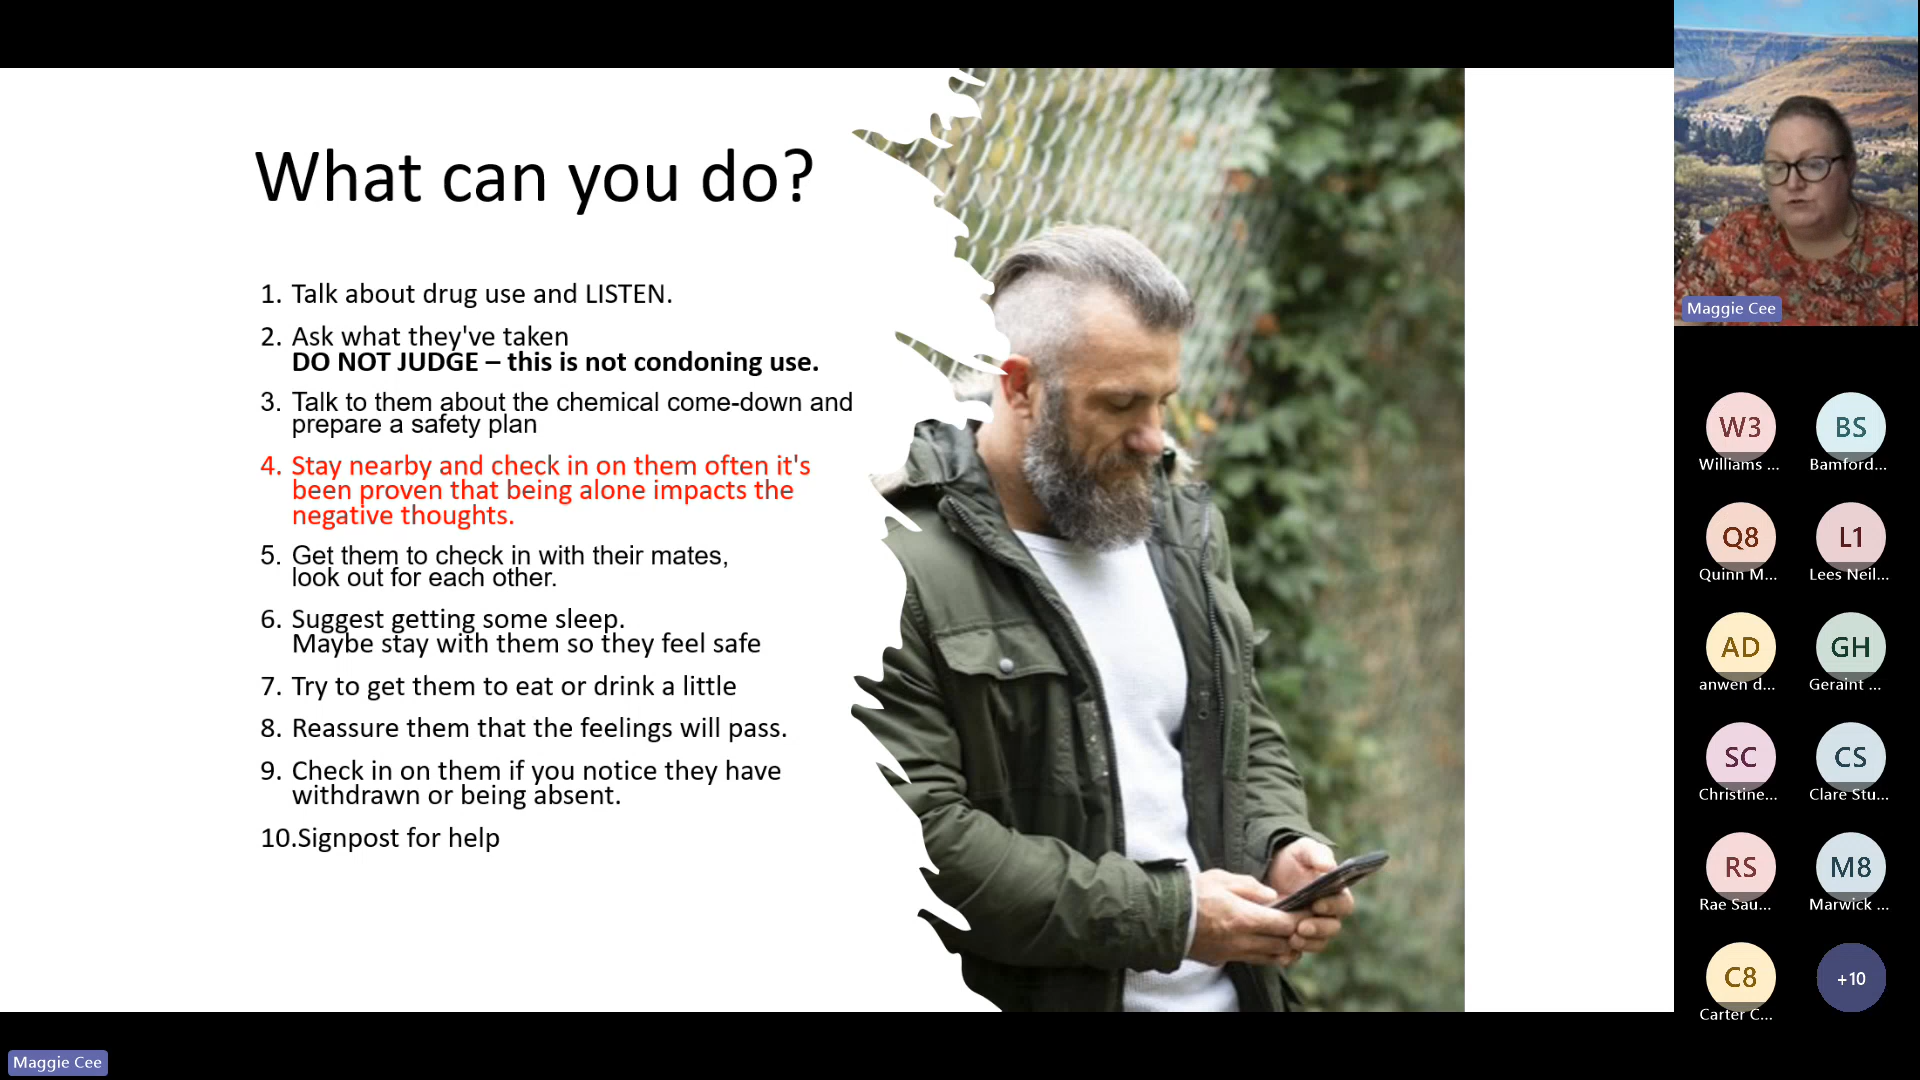 What can you do?
1. Talk about drug use and LISTEN.
2. Ask what they've taken
DO NOT JUDGE – this is not condoning use.
3. Talk to them about the chemical come-down and
prepare a safety plan
4. Stay nearby and check in on them often it's
been proven that being alone impacts the
negative thoughts.
5. Get them to check in with their mates,
look out for each other.
6. Suggest getting some sleep.
Maybe stay with them so they feel safe
7. Try to get them to eat or drink a little
8. Reassure them that the feelings will pass.
9. Check in on them if you notice they have
withdrawn or being absent.
10.Signpost for help
Maggie Cee
W3
Williams ...
BS
Bamford...
Q8
Quinn M...
L1
Lees Neil...
AD
anwen d...
GH
Geraint ...
SC
Christine...
CS
Clare Stu...
RS
Rae Sau...
M8
Marwick ...
C8
Carter C...
+10
Maggie Cee